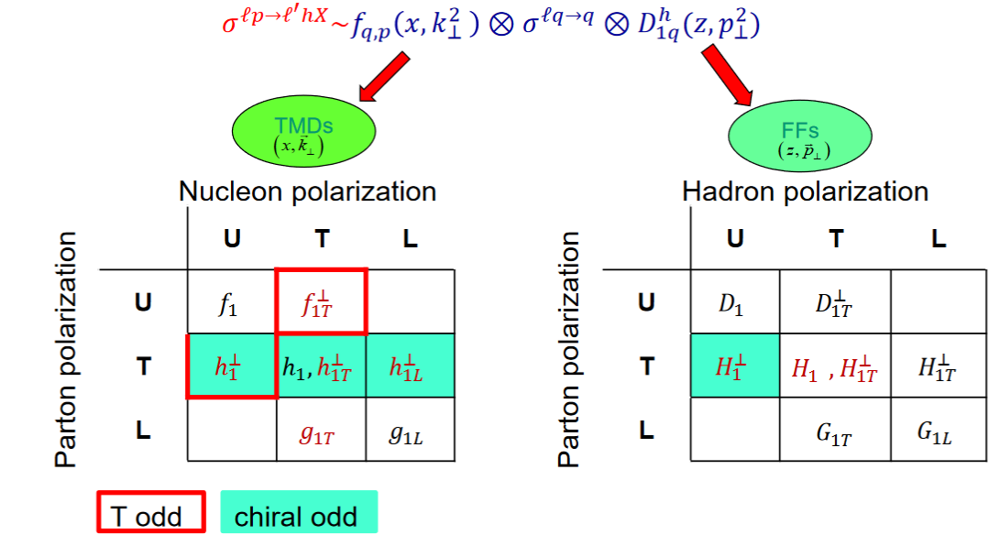 σ^{ℓp→ℓ′hX}~f_{q,p}(x,k_⊥^2) ⊗ σ^{ℓq→q} ⊗ D_{1q}^h(z,p_⊥^2)
TMDs
(x,k⃗_⊥)
FFs
(z,p⃗_⊥)
Nucleon polarization
Parton polarization
U T L
U f_1 f_{1T}^⊥
T h_1^⊥ h_1,h_{1T}^⊥ h_{1L}^⊥
L g_{1T} g_{1L}
T odd
chiral odd
Hadron polarization
Parton polarization
U T L
U D_1 D_{1T}^⊥
T H_1^⊥ H_1 ,H_{1T}^⊥ H_{1T}^⊥
L G_{1T} G_{1L}